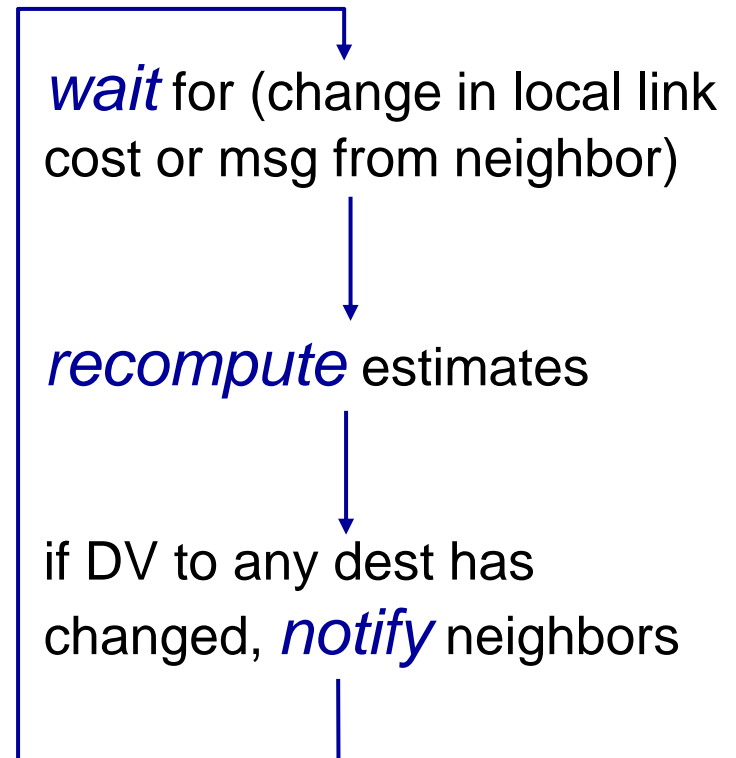 wait for (change in local link
cost or msg from neighbor)
recompute estimates
if DV to any dest has
changed, notify neighbors